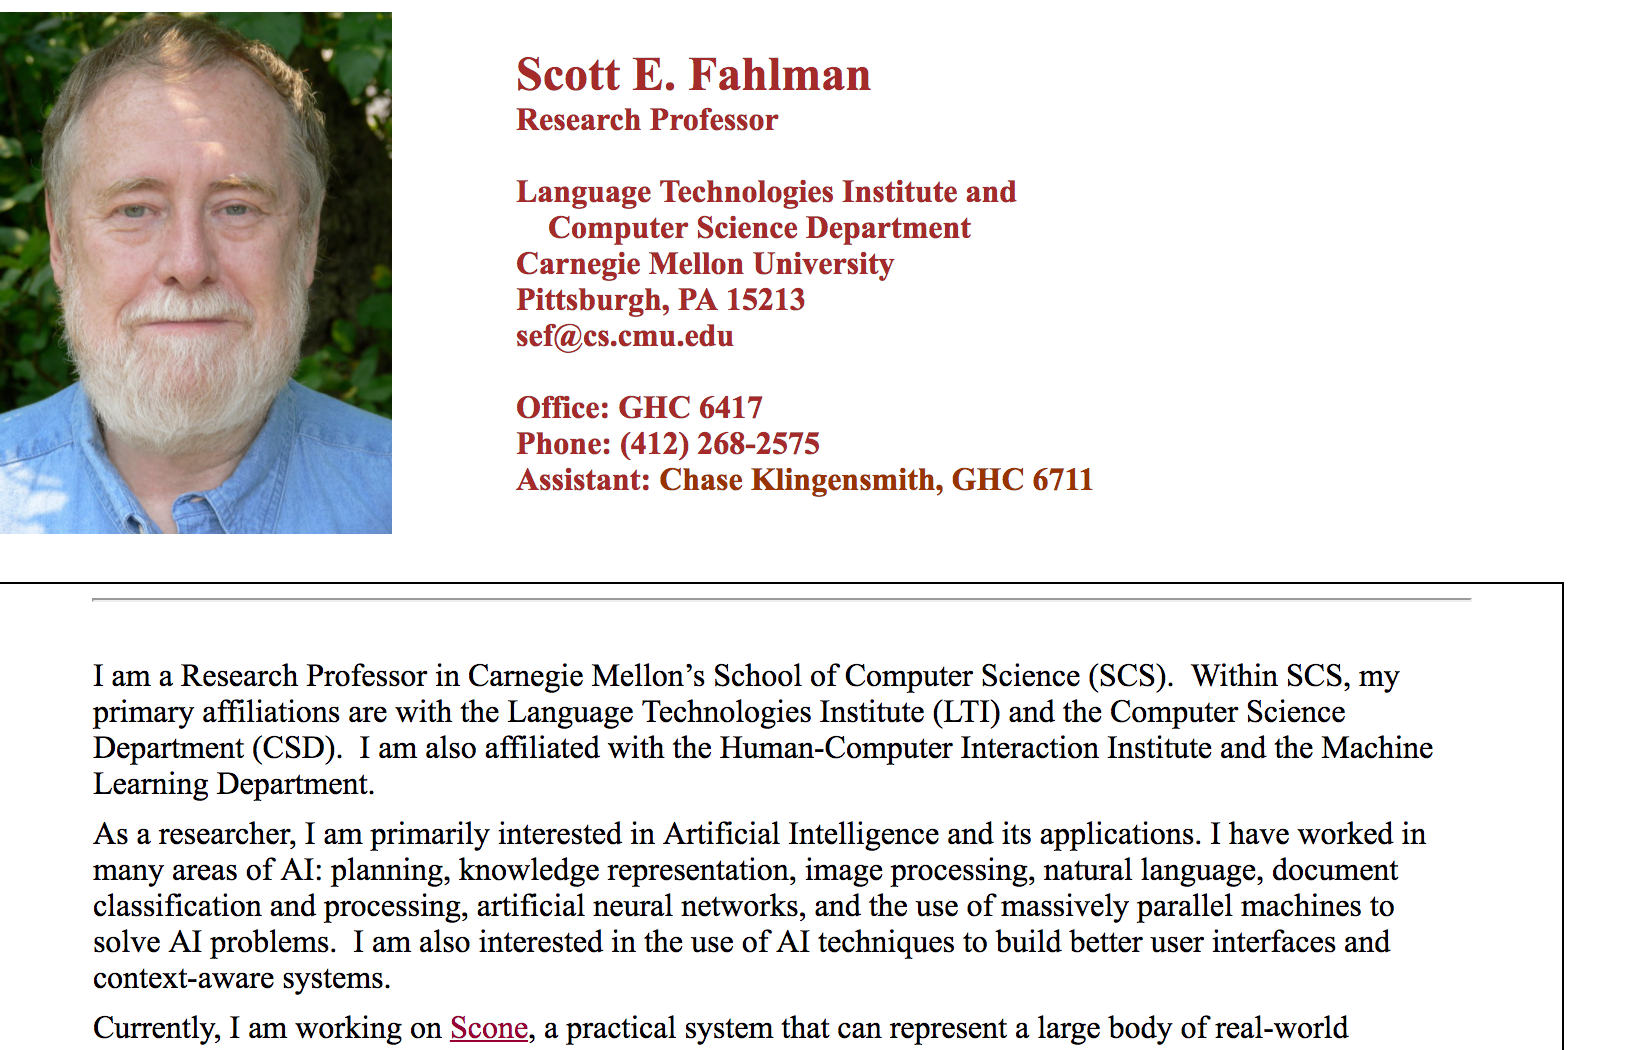 Scott E. Fahlman
Research Professor
Language Technologies Institute and
Computer Science Department
Carnegie Mellon University
Pittsburgh, PA 15213
sef@cs.cmu.edu
Office: GHC 6417
Phone: (412) 268-2575
Assistant: Chase Klingensmith, GHC 6711
I am a Research Professor in Carnegie Mellon’s School of Computer Science (SCS).  Within SCS, my
primary affiliations are with the Language Technologies Institute (LTI) and the Computer Science
Department (CSD).  I am also affiliated with the Human-Computer Interaction Institute and the Machine
Learning Department.
As a researcher, I am primarily interested in Artificial Intelligence and its applications. I have worked in
many areas of AI: planning, knowledge representation, image processing, natural language, document
classification and processing, artificial neural networks, and the use of massively parallel machines to
solve AI problems.  I am also interested in the use of AI techniques to build better user interfaces and
context-aware systems.
Currently, I am working on Scone, a practical system that can represent a large body of real-world